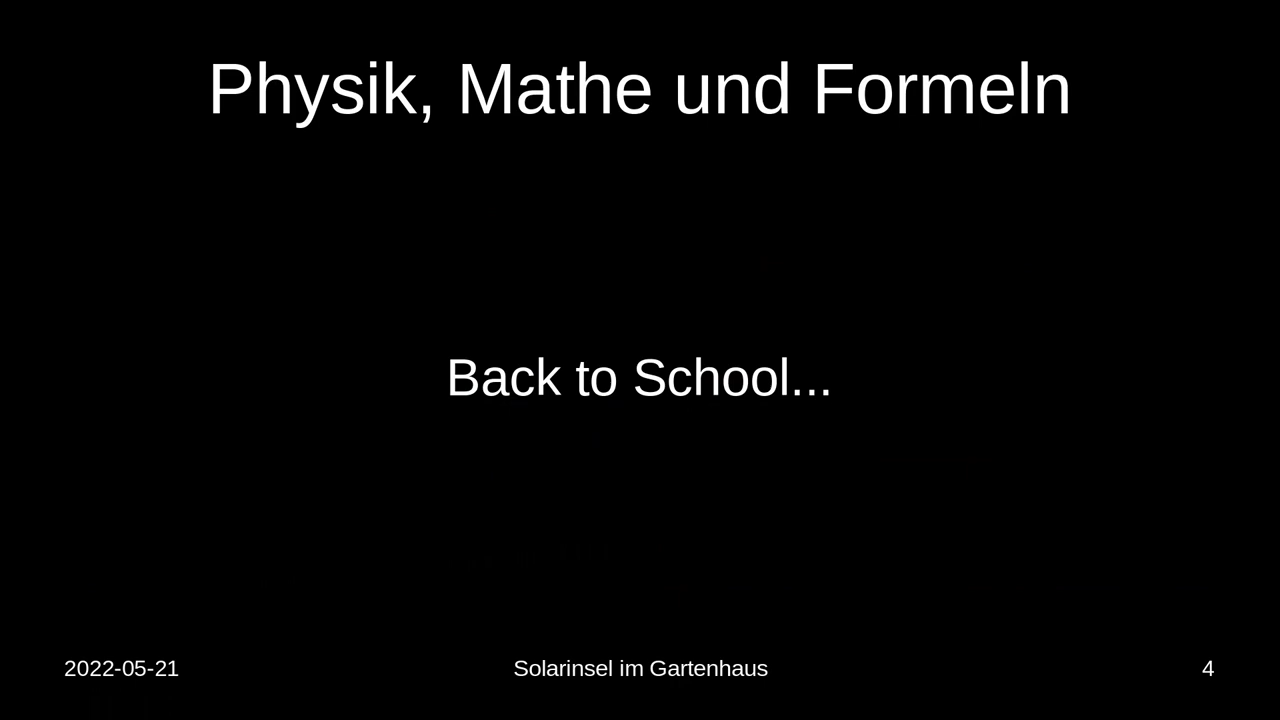 Physik, Mathe und Formeln
Back to School...
2022-05-21
Solarinsel im Gartenhaus
4